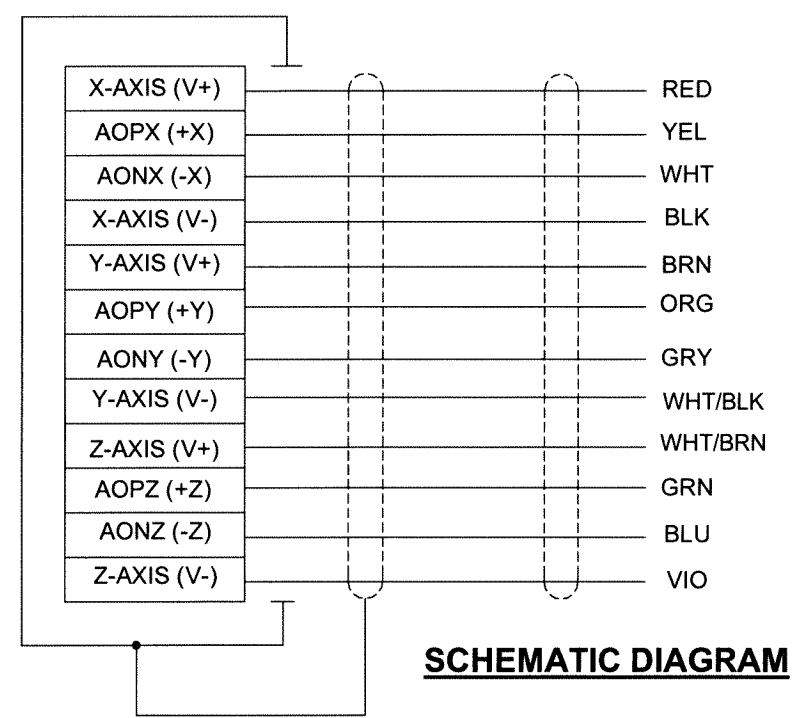 X-AXIS (V+) RED
AOPX (+X) YEL
AONX (-X) WHT
X-AXIS (V-) BLK
Y-AXIS (V+) BRN
AOPY (+Y) ORG
AONY (-Y) GRY
Y-AXIS (V-) WHT/BLK
Z-AXIS (V+) WHT/BRN
AOPZ (+Z) GRN
AONZ (-Z) BLU
Z-AXIS (V-) VIO
SCHEMATIC DIAGRAM